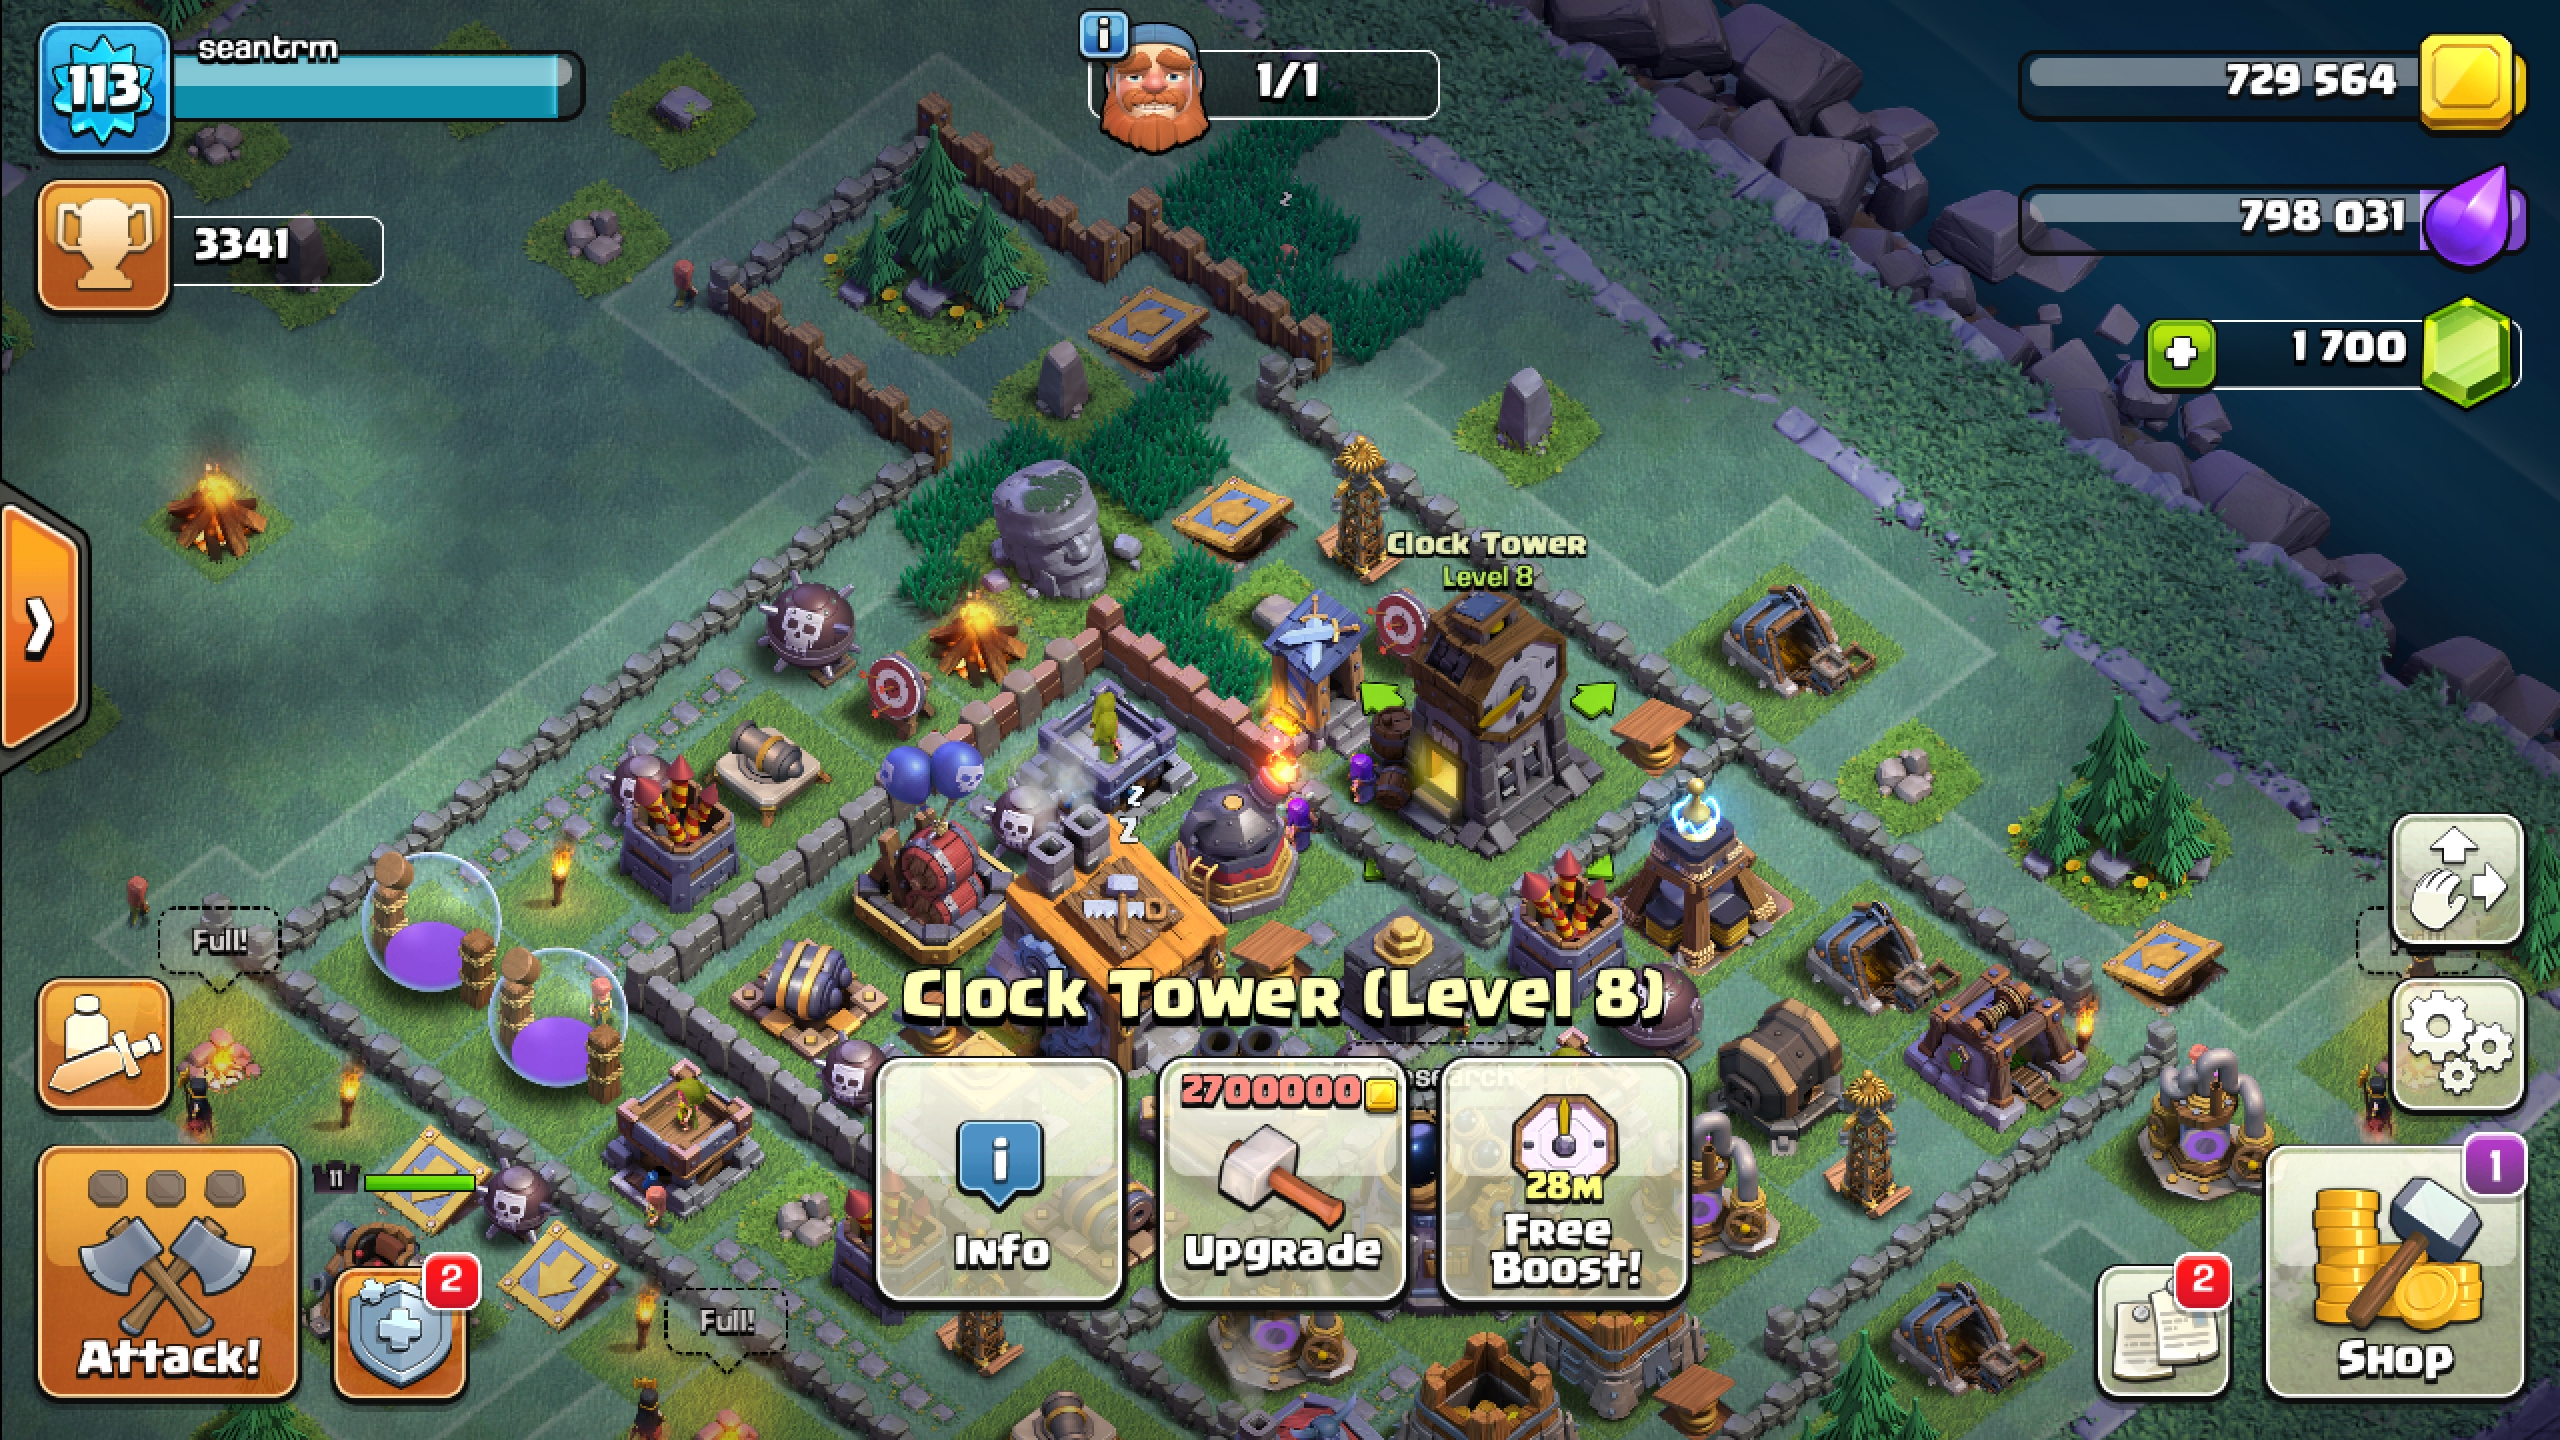 113
seantrm
1/1
729 564
3341
798 031
1 700
Clock Tower
Level 8
z
z
Z
Full!
Clock Tower (Level 8)
2700000
28M
Info
Upgrade
Free
Boost!
11
2
Attack!
Full!
2
1
Shop